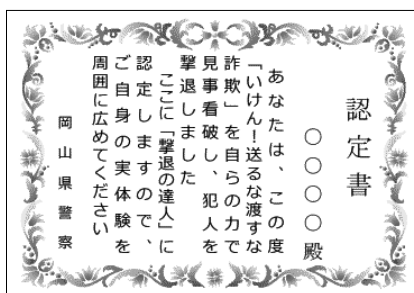 認定書
〇〇〇〇殿
あなたは、この度
「いけん！送るな渡すな
詐欺」を自らの力で
見事看破し、犯人を
撃退しました
ここに「撃退の達人」に
認定しますので、
ご自身の実体験を
周囲に広めてください
岡山県警察